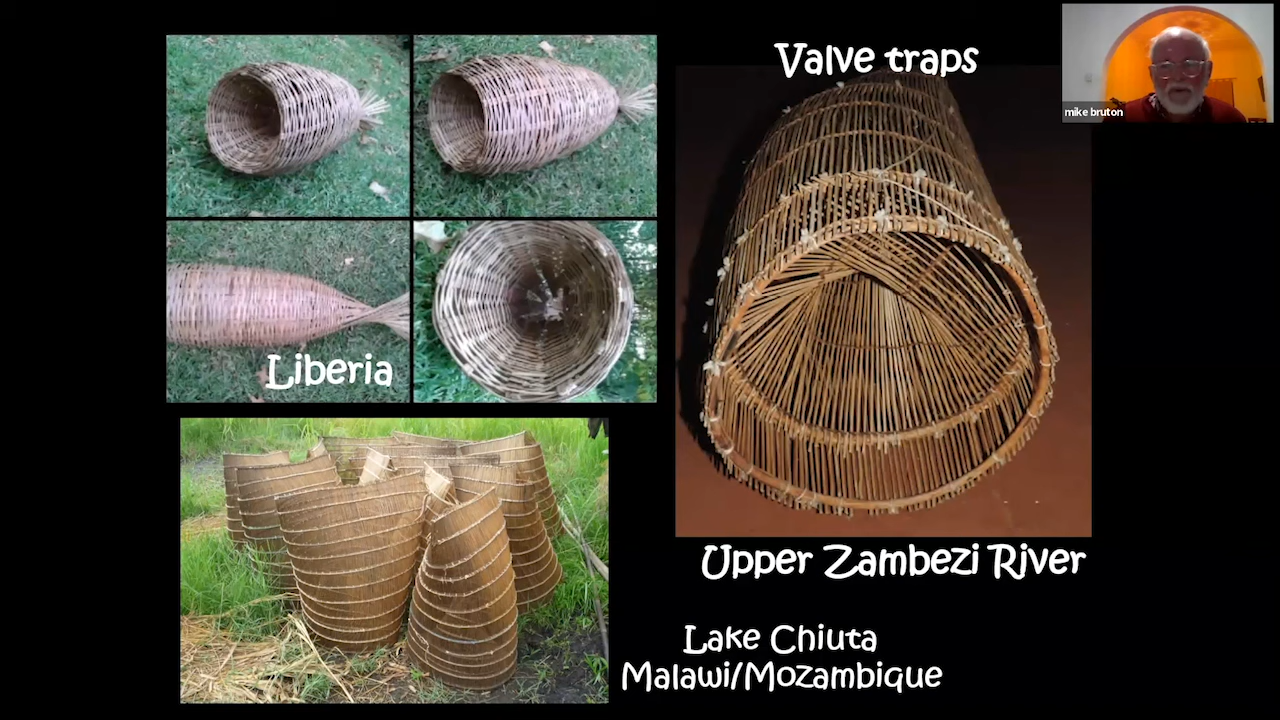 Valve traps
mike bruton
Liberia
Upper Zambezi River
Lake Chiuta
Malawi/Mozambique